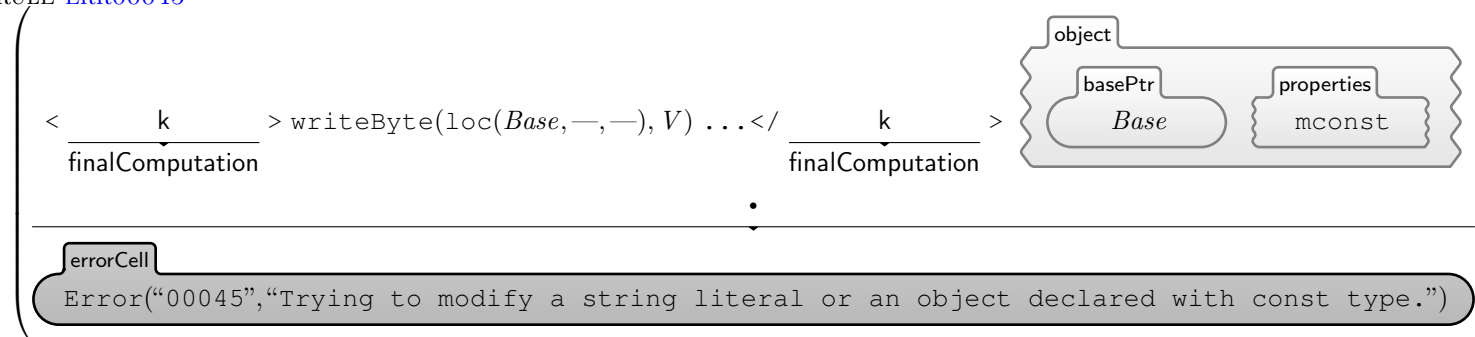 object
basePtr properties
< k > writeByte(loc(Base,—,—), V) ...</ k > Base mconst
finalComputation finalComputation
•
errorCell
Error(“00045”,“Trying to modify a string literal or an object declared with const type.”)